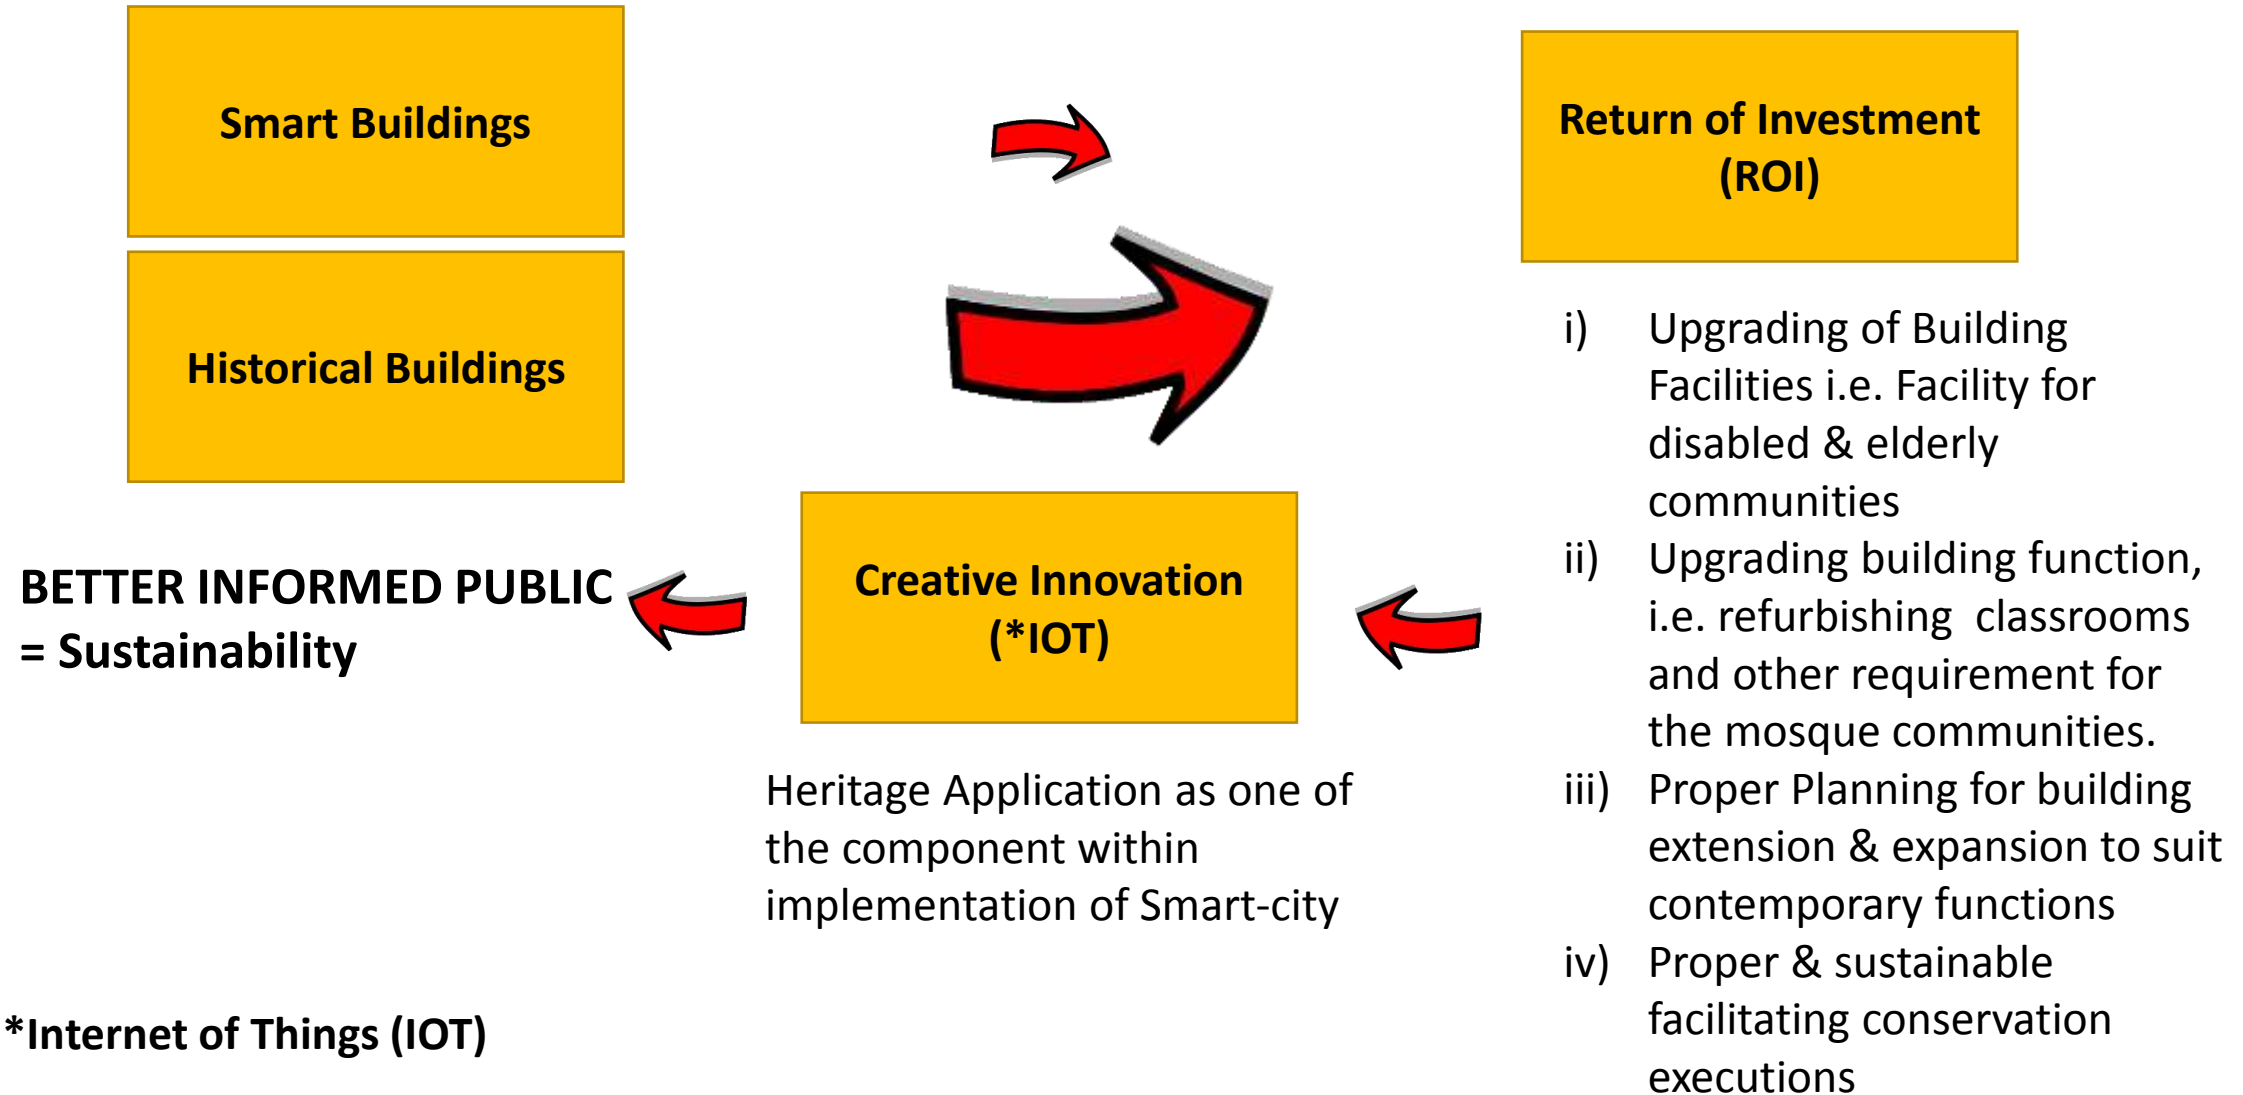 Smart Buildings
Historical Buildings
Return of Investment
(ROI)
i) Upgrading of Building
Facilities i.e. Facility for
disabled & elderly
communities
ii) Upgrading building function,
i.e. refurbishing  classrooms
and other requirement for
the mosque communities.
iii) Proper Planning for building
extension & expansion to suit
contemporary functions
iv) Proper & sustainable
facilitating conservation
executions
Creative Innovation
(*IOT)
Heritage Application as one of
the component within
implementation of Smart-city
BETTER INFORMED PUBLIC
= Sustainability
*Internet of Things (IOT)